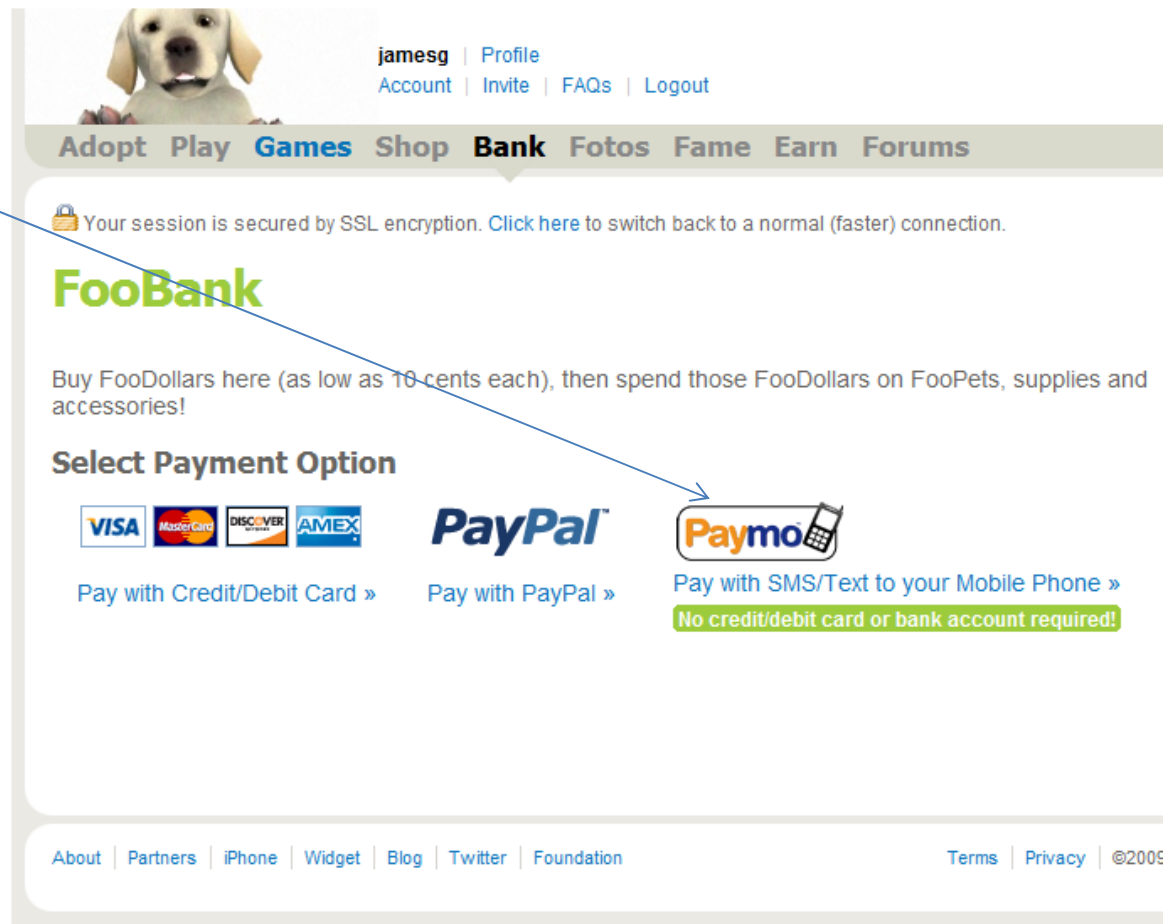 jamesg | Profile
Account | Invite | FAQs | Logout
Adopt Play Games Shop Bank Fotos Fame Earn Forums
Your session is secured by SSL encryption. Click here to switch back to a normal (faster) connection.
FooBank
Buy FooDollars here (as low as 10 cents each), then spend those FooDollars on FooPets, supplies and
accessories!
Select Payment Option
VISA MasterCard DISCOVER AMEX PayPal™ Paymo
Pay with Credit/Debit Card » Pay with PayPal » Pay with SMS/Text to your Mobile Phone »
No credit/debit card or bank account required!
About | Partners | iPhone | Widget | Blog | Twitter | Foundation Terms | Privacy | ©2009